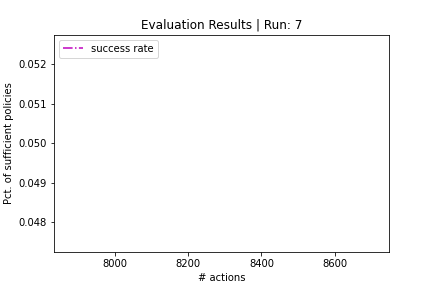 Evaluation Results | Run: 7
success rate
Pct. of sufficient policies
0.052
0.051
0.050
0.049
0.048
8000 8200 8400 8600
# actions